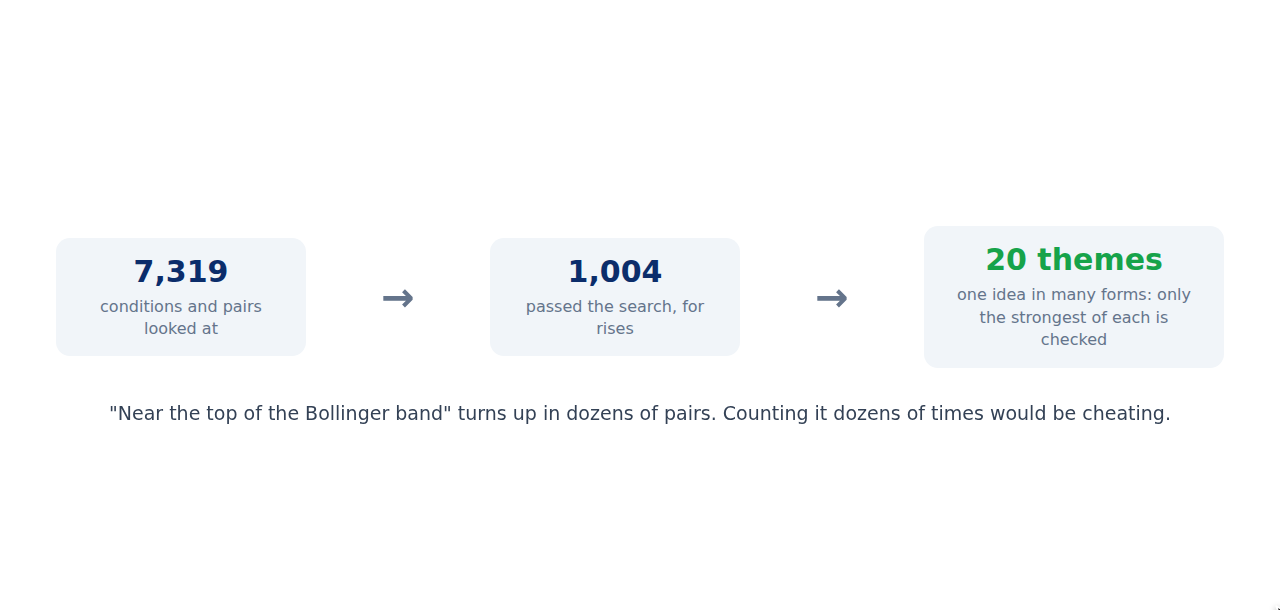 7,319
conditions and pairs
looked at
→
1,004
passed the search, for
rises
→
20 themes
one idea in many forms: only
the strongest of each is
checked
"Near the top of the Bollinger band" turns up in dozens of pairs. Counting it dozens of times would be cheating.